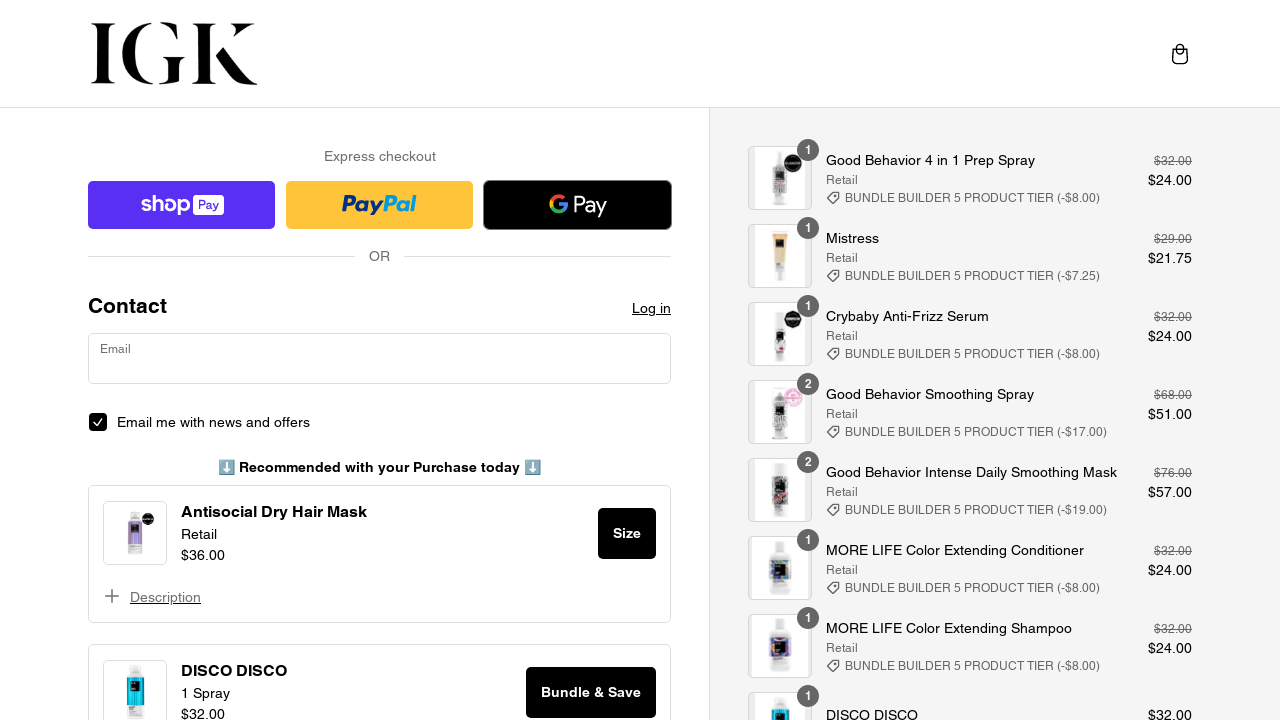 IGK
Express checkout
shop Pay
PayPal
G Pay
OR
Contact
Log in
Email
Email me with news and offers
⬇️ Recommended with your Purchase today ⬇️
Antisocial Dry Hair Mask
Retail
$36.00
Size
Description
DISCO DISCO
1 Spray
$32.00
Bundle & Save
1
Good Behavior 4 in 1 Prep Spray
$32.00
Retail
$24.00
BUNDLE BUILDER 5 PRODUCT TIER (-$8.00)
1
Mistress
$29.00
Retail
$21.75
BUNDLE BUILDER 5 PRODUCT TIER (-$7.25)
1
Crybaby Anti-Frizz Serum
$32.00
Retail
$24.00
BUNDLE BUILDER 5 PRODUCT TIER (-$8.00)
2
Good Behavior Smoothing Spray
$68.00
Retail
$51.00
BUNDLE BUILDER 5 PRODUCT TIER (-$17.00)
2
Good Behavior Intense Daily Smoothing Mask
$76.00
Retail
$57.00
BUNDLE BUILDER 5 PRODUCT TIER (-$19.00)
1
MORE LIFE Color Extending Conditioner
$32.00
Retail
$24.00
BUNDLE BUILDER 5 PRODUCT TIER (-$8.00)
1
MORE LIFE Color Extending Shampoo
$32.00
Retail
$24.00
BUNDLE BUILDER 5 PRODUCT TIER (-$8.00)
1
DISCO DISCO
$32.00